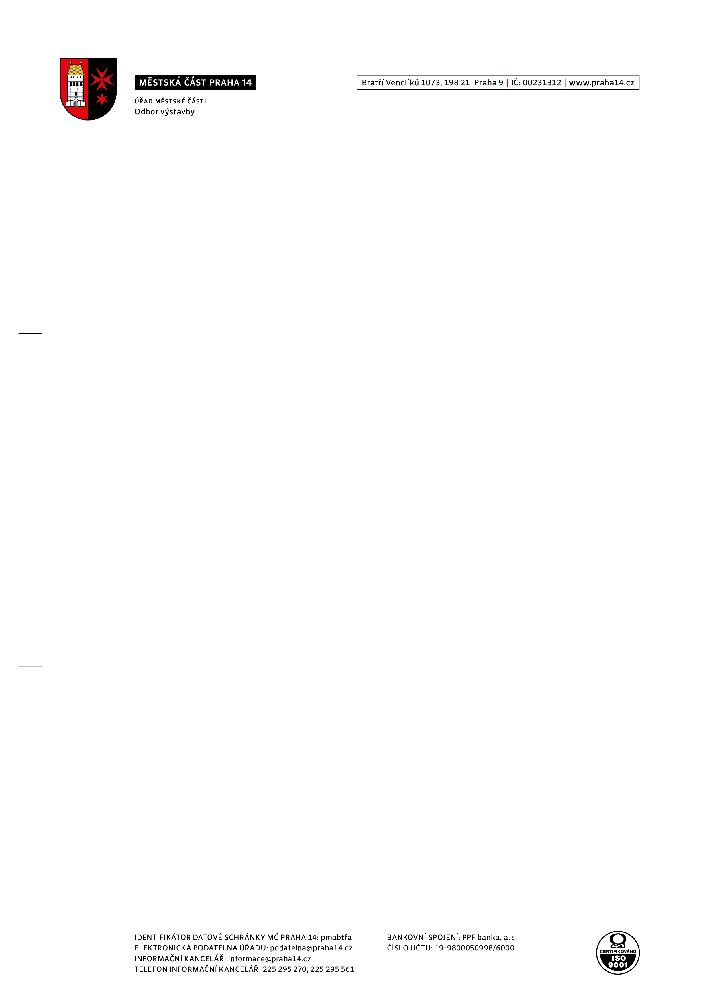 MĚSTSKÁ ČÁST PRAHA 14
Bratří Venclíků 1073, 198 21 Praha 9 | IČ: 00231312 | www.praha14.cz
ÚŘAD MĚSTSKÉ ČÁSTI
Odbor výstavby
IDENTIFIKÁTOR DATOVÉ SCHRÁNKY MČ PRAHA 14: pmabtfa
ELEKTRONICKÁ PODATELNA ÚŘADU: podatelna@praha14.cz
INFORMAČNÍ KANCELÁŘ: informace@praha14.cz
TELEFON INFORMAČNÍ KANCELÁŘ: 225 295 270, 225 295 561
BANKOVNÍ SPOJENÍ: PPF banka, a.s.
ČÍSLO ÚČTU: 19-9800050998/6000
ČSJ
CERTIFIKOVÁNO
ISO
9001